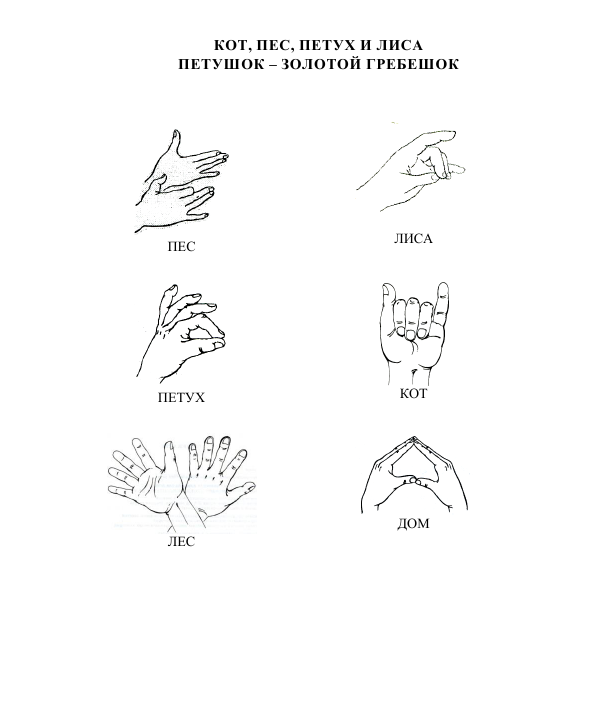 КОТ, ПЕС, ПЕТУХ И ЛИСА
ПЕТУШОК – ЗОЛОТОЙ ГРЕБЕШОК
ПЕС
ЛИСА
ПЕТУХ
КОТ
ЛЕС
ДОМ